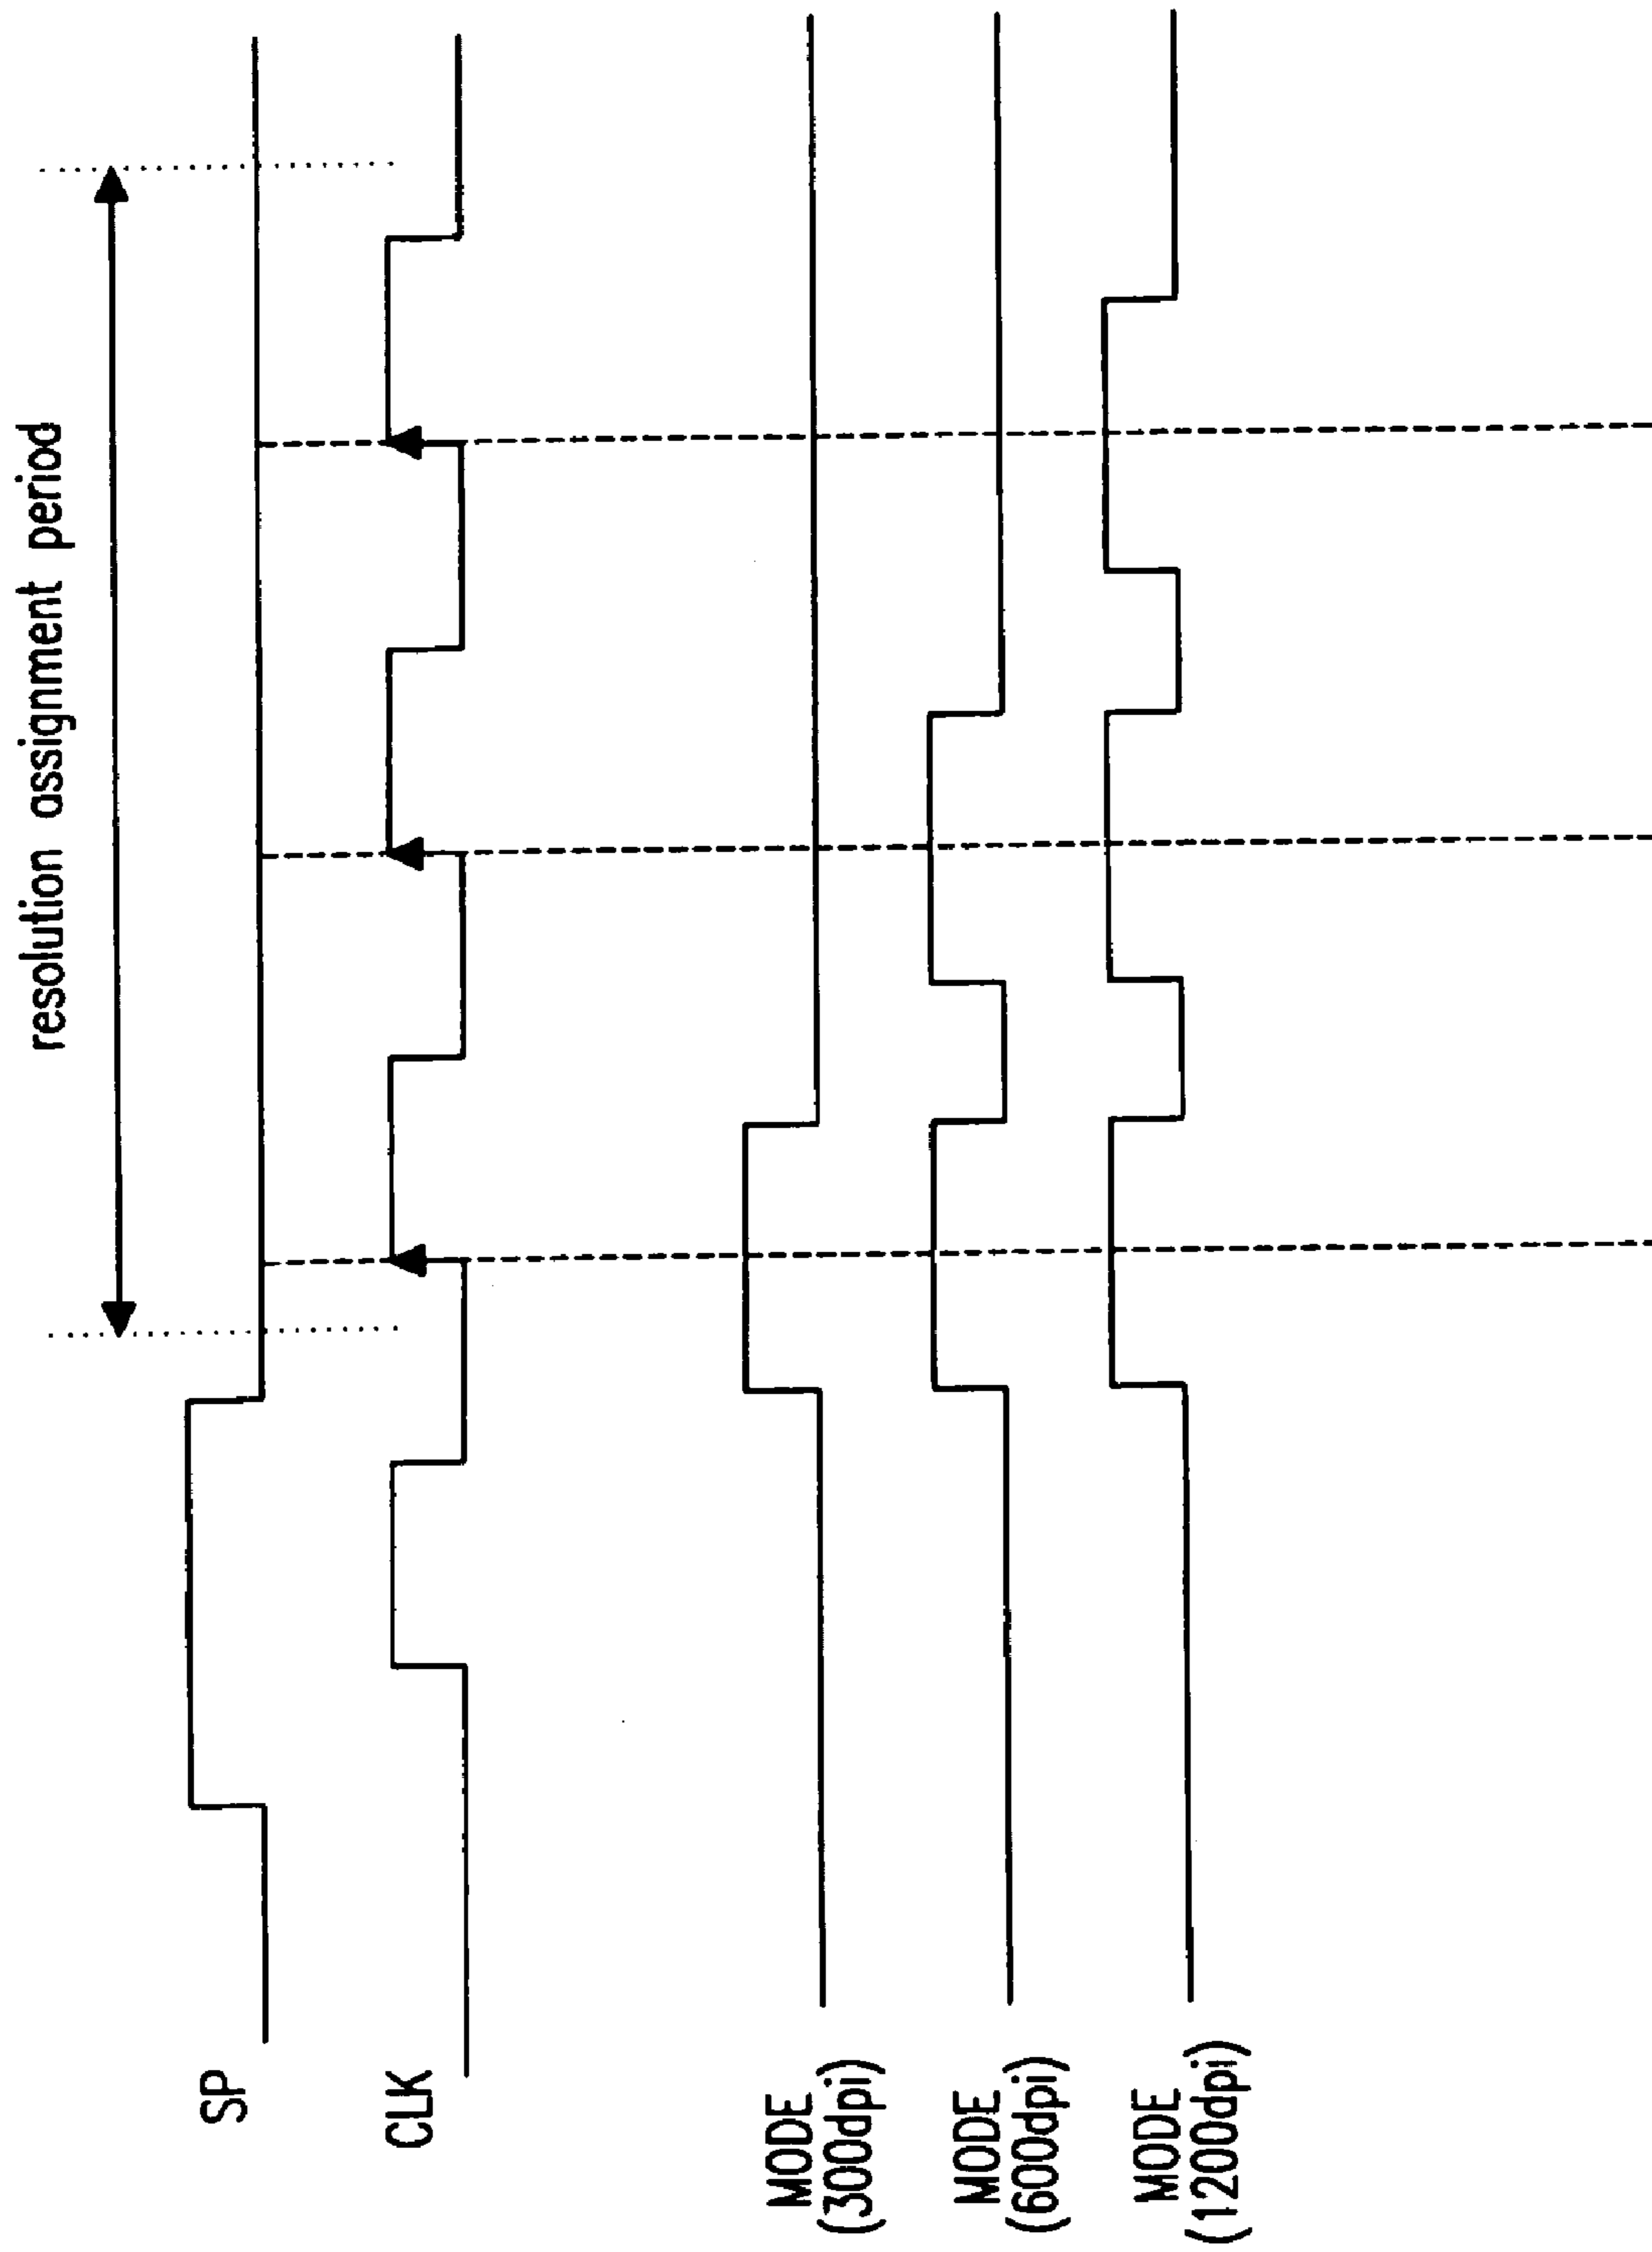 resolution assignment period
SP
CLK
MODE
(300dpi)
MODE
(600dpi)
MODE
(1200dpi)